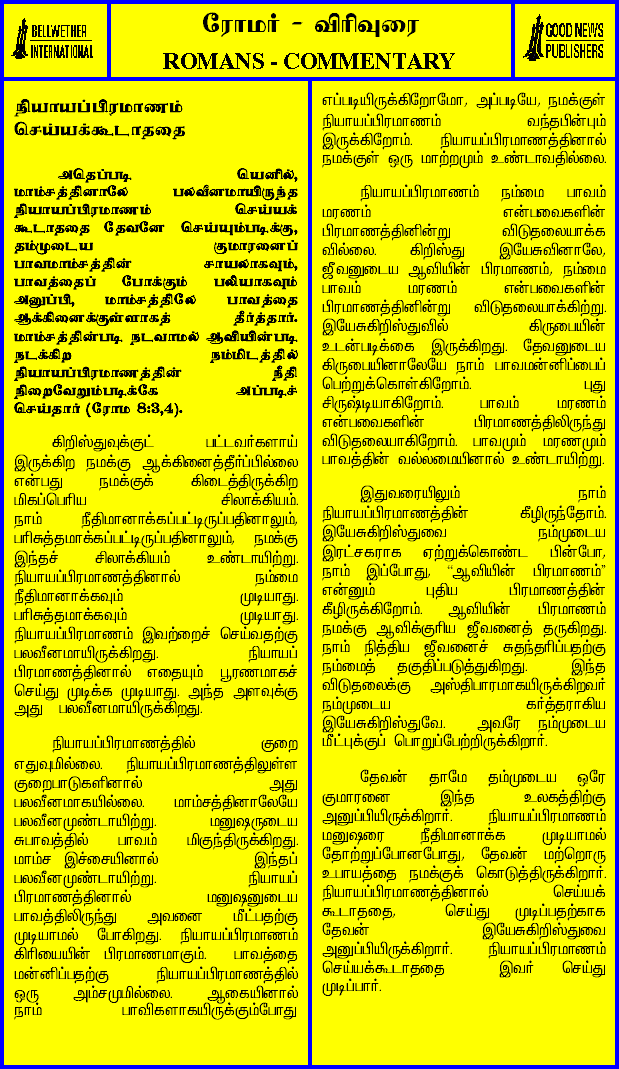 BELLWETHER
INTERNATIONAL
ரோமர் - விரிவுரை
ROMANS - COMMENTARY
GOOD NEWS
PUBLISHERS
நியாயப்பிரமாணம்
செய்யக்கூடாததை
அதெப்படி யெனில்,
மாம்சத்தினாலே பலவீனமாயிருந்த
நியாயப்பிரமாணம் செய்யக்
கூடாததை தேவனே செய்யும்படிக்கு,
தம்முடைய குமாரனைப்
பாவமாம்சத்தின் சாயலாகவும்,
பாவத்தைப் போக்கும் பலியாகவும்
அனுப்பி, மாம்சத்திலே பாவத்தை
ஆக்கினைக்குள்ளாகத் தீர்த்தார்.
மாம்சத்தின்படி நடவாமல் ஆவியின்படி
நடக்கிற நம்மிடத்தில்
நியாயப்பிரமாணத்தின் நீதி
நிறைவேறும்படிக்கே அப்படிச்
செய்தார் (ரோம 8:3,4).
கிறிஸ்துவுக்குட் பட்டவர்களாய்
இருக்கிற நமக்கு ஆக்கினைத்தீர்ப்பில்லை
என்பது நமக்குக் கிடைத்திருக்கிற
மிகப்பெரிய சிலாக்கியம்.
நாம் நீதிமானாக்கப்பட்டிருப்பதினாலும்,
பரிசுத்தமாக்கப்பட்டிருப்பதினாலும், நமக்கு
இந்தச் சிலாக்கியம் உண்டாயிற்று.
நியாயப்பிரமாணத்தினால் நம்மை
நீதிமானாக்கவும் முடியாது.
பரிசுத்தமாக்கவும் முடியாது.
நியாயப்பிரமாணம் இவற்றைச் செய்வதற்கு
பலவீனமாயிருக்கிறது. நியாயப்
பிரமாணத்தினால் எதையும் பூரணமாகச்
செய்து முடிக்க முடியாது. அந்த அளவுக்கு
அது பலவீனமாயிருக்கிறது.
நியாயப்பிரமாணத்தில் குறை
எதுவுமில்லை. நியாயப்பிரமாணத்திலுள்ள
குறைபாடுகளினால் அது
பலவீனமாகயில்லை. மாம்சத்தினாலேயே
பலவீனமுண்டாயிற்று. மனுஷருடைய
சுபாவத்தில் பாவம் மிகுந்திருக்கிறது.
மாம்ச இச்சையினால் இந்தப்
பலவீனமுண்டாயிற்று. நியாயப்
பிரமாணத்தினால் மனுஷனுடைய
பாவத்திலிருந்து அவனை மீட்பதற்கு
முடியாமல் போகிறது. நியாயப்பிரமாணம்
கிரியையின் பிரமாணமாகும். பாவத்தை
மன்னிப்பதற்கு நியாயப்பிரமாணத்தில்
ஒரு அம்சமுமில்லை. ஆகையினால்
நாம் பாவிகளாகயிருக்கும்போது
எப்படியிருக்கிறோமோ, அப்படியே, நமக்குள்
நியாயப்பிரமாணம் வந்தபின்பும்
இருக்கிறோம். நியாயப்பிரமாணத்தினால்
நமக்குள் ஒரு மாற்றமும் உண்டாவதில்லை.
நியாயப்பிரமாணம் நம்மை பாவம்
மரணம் என்பவைகளின்
பிரமாணத்தினின்று விடுதலையாக்க
வில்லை. கிறிஸ்து இயேசுவினாலே,
ஜீவனுடைய ஆவியின் பிரமாணம், நம்மை
பாவம் மரணம் என்பவைகளின்
பிரமாணத்தினின்று விடுதலையாக்கிற்று.
இயேசுகிறிஸ்துவில் கிருபையின்
உடன்படிக்கை இருக்கிறது. தேவனுடைய
கிருபையினாலேயே நாம் பாவமன்னிப்பைப்
பெற்றுக்கொள்கிறோம். புது
சிருஷ்டியாகிறோம். பாவம் மரணம்
என்பவைகளின் பிரமாணத்திலிருந்து
விடுதலையாகிறோம். பாவமும் மரணமும்
பாவத்தின் வல்லமையினால் உண்டாயிற்று.
இதுவரையிலும் நாம்
நியாயப்பிரமாணத்தின் கீழிருந்தோம்.
இயேசுகிறிஸ்துவை நம்முடைய
இரட்சகராக ஏற்றுக்கொண்ட பின்போ,
நாம் இப்போது, “ஆவியின் பிரமாணம்”
என்னும் புதிய பிரமாணத்தின்
கீழிருக்கிறோம். ஆவியின் பிரமாணம்
நமக்கு ஆவிக்குரிய ஜீவனைத் தருகிறது.
நாம் நித்திய ஜீவனைச் சுதந்தரிப்பதற்கு
நம்மைத் தகுதிப்படுத்துகிறது. இந்த
விடுதலைக்கு அஸ்திபாரமாகயிருக்கிறவர்
நம்முடைய கர்த்தராகிய
இயேசுகிறிஸ்துவே. அவரே நம்முடைய
மீட்புக்குப் பொறுப்பேற்றிருக்கிறார்.
தேவன் தாமே தம்முடைய ஒரே
குமாரனை இந்த உலகத்திற்கு
அனுப்பியிருக்கிறார். நியாயப்பிரமாணம்
மனுஷரை நீதிமானாக்க முடியாமல்
தோற்றுப்போனபோது, தேவன் மற்றொரு
உபாயத்தை நமக்குக் கொடுத்திருக்கிறார்.
நியாயப்பிரமாணத்தினால் செய்யக்
கூடாததை, செய்து முடிப்பதற்காக
தேவன் இயேசுகிறிஸ்துவை
அனுப்பியிருக்கிறார். நியாயப்பிரமாணம்
செய்யக்கூடாததை இவர் செய்து
முடிப்பார்.